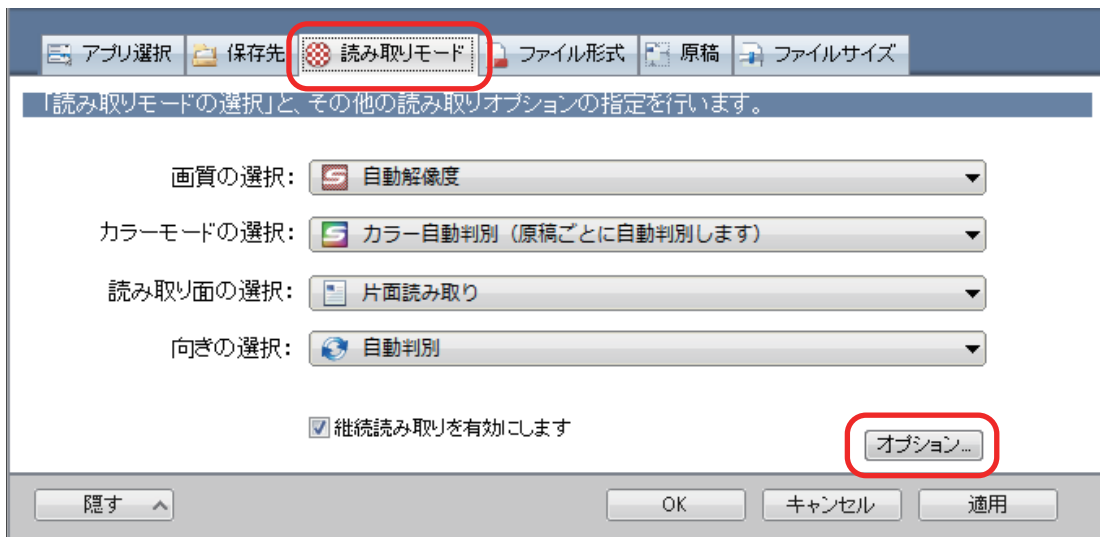 アプリ選択 保存先 読み取りモード ファイル形式 原稿 ファイルサイズ
「読み取りモードの選択」と、その他の読み取りオプションの指定を行います。
画質の選択: 自動解像度
カラーモードの選択: カラー自動判別（原稿ごとに自動判別します）
読み取り面の選択: 片面読み取り
向きの選択: 自動判別
継続読み取りを有効にします
オプション...
隠す OK キャンセル 適用